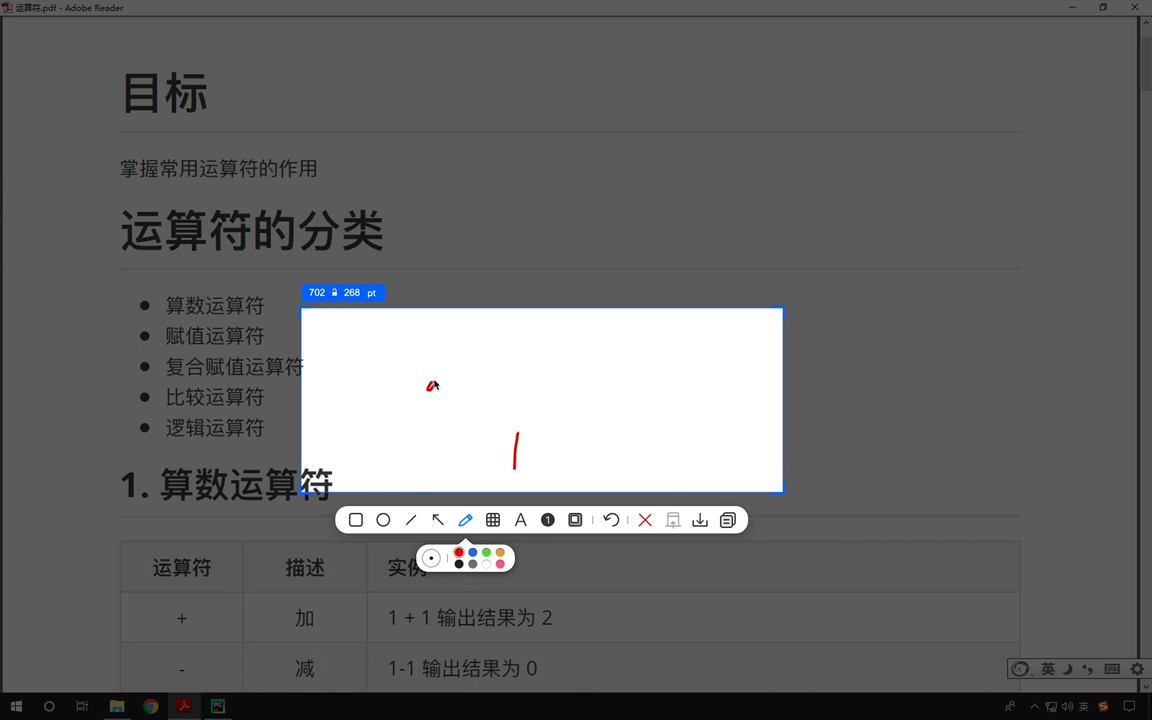 运算符.pdf - Adobe Reader
目标
掌握常用运算符的作用
运算符的分类
702 268 pt
算数运算符
赋值运算符
复合赋值运算符
比较运算符
逻辑运算符
1. 算数运算符
A 1
运算符 描述 实例
+ 加 1 + 1 输出结果为 2
- 减 1-1 输出结果为 0
英
PC 英